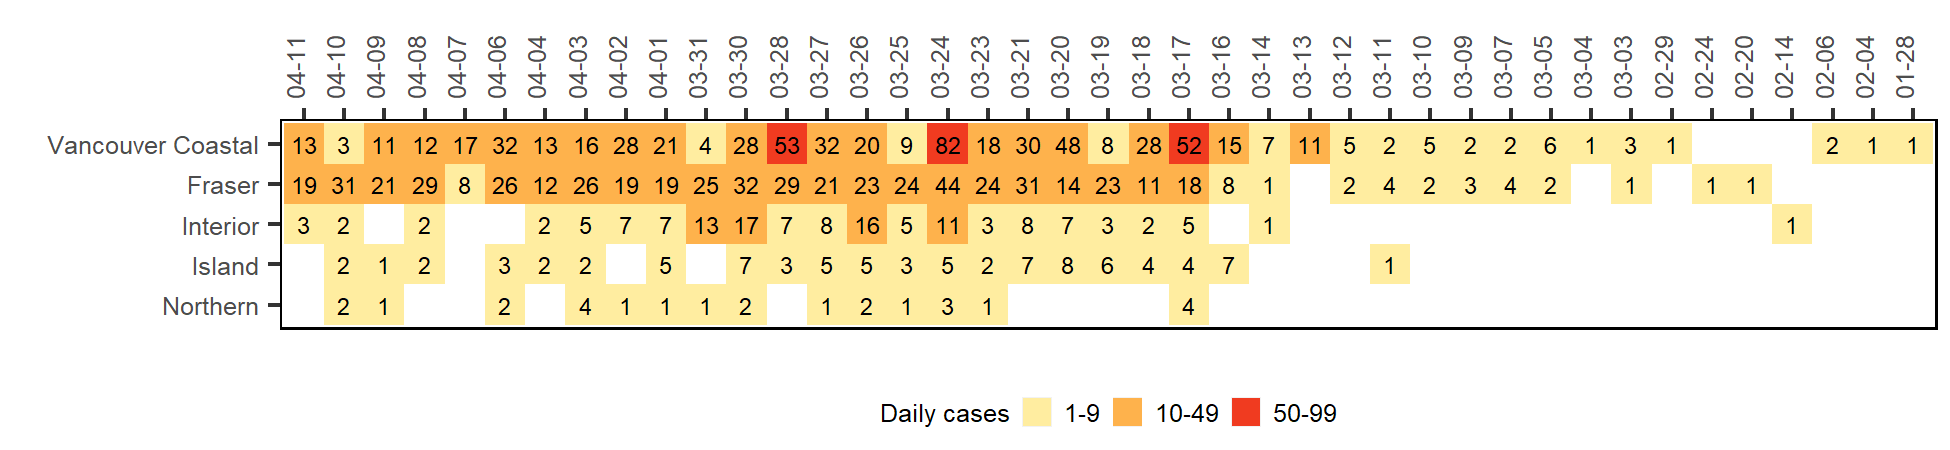 04-11 04-10 04-09 04-08 04-07 04-06 04-04 04-03 04-02 04-01 03-31 03-30 03-28 03-27 03-26 03-25 03-24 03-23 03-21 03-20 03-19 03-18 03-17 03-16 03-14 03-13 03-12 03-11 03-10 03-09 03-07 03-05 03-04 03-03 02-29 02-24 02-20 02-14 02-06 02-04 01-28
Vancouver Coastal 13 3 11 12 17 32 13 16 28 21 4 28 53 32 20 9 82 18 30 48 8 28 52 15 7 11 5 2 5 2 2 6 1 3 1 2 1 1
Fraser 19 31 21 29 8 26 12 26 19 19 25 32 29 21 23 24 44 24 31 14 23 11 18 8 1 2 4 2 3 4 2 1 1 1
Interior 3 2 2 2 5 7 7 13 17 7 8 16 5 11 3 8 7 3 2 5 1 1
Island 2 1 2 3 2 2 5 7 3 5 5 3 5 2 7 8 6 4 4 7 1
Northern 2 1 2 4 1 1 1 2 1 2 1 3 1 4
Daily cases 1-9 10-49 50-99